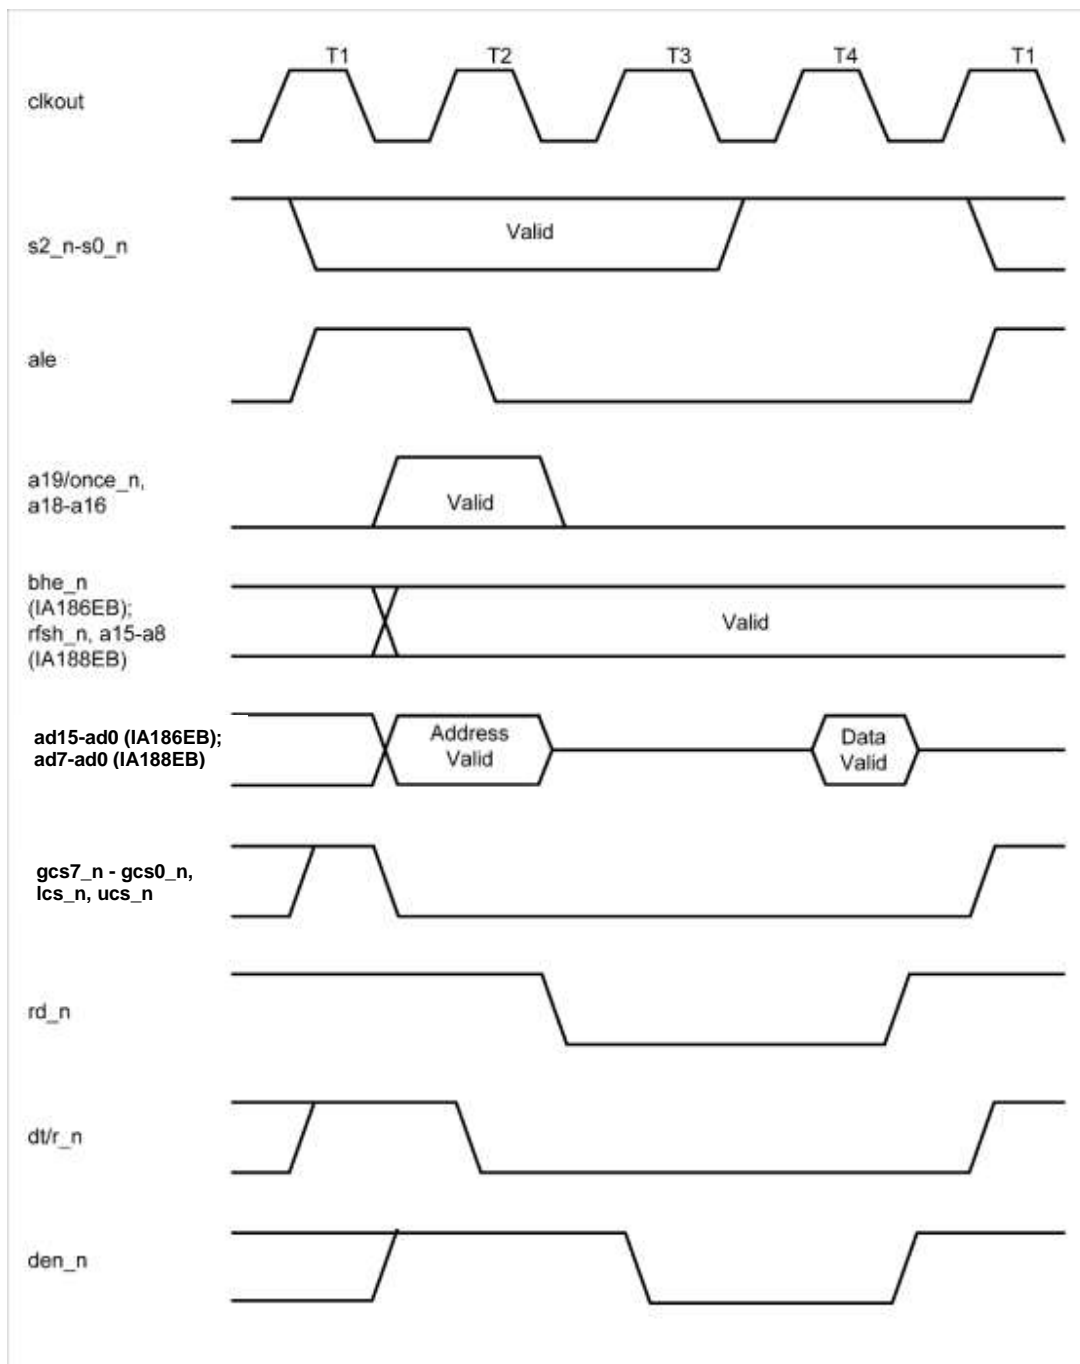 T1
T2
T3
T4
T1
clkout
s2_n-s0_n
Valid
ale
a19/once_n,
a18-a16
Valid
bhe_n
(IA186EB);
rfsh_n, a15-a8
(IA188EB)
Valid
ad15-ad0 (IA186EB);
ad7-ad0 (IA188EB)
Address
Valid
Data
Valid
gcs7_n - gcs0_n,
lcs_n, ucs_n
rd_n
dt/r_n
den_n